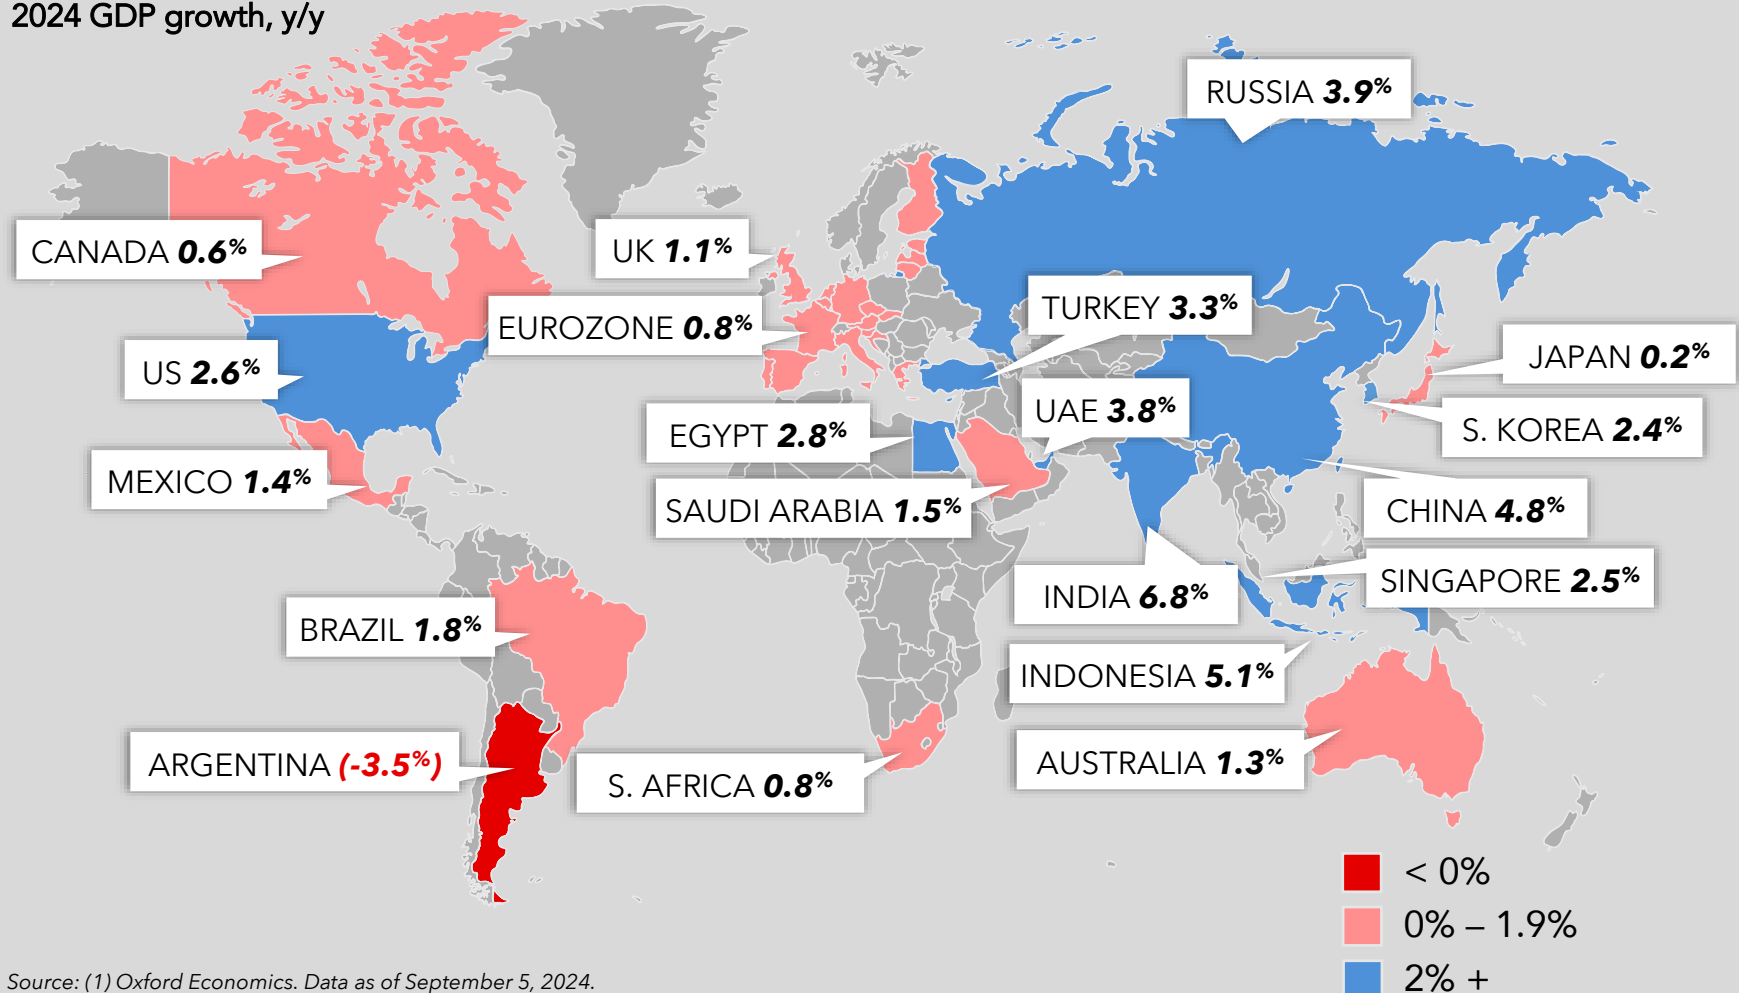 2024 GDP growth, y/y
RUSSIA 3.9%
CANADA 0.6%
UK 1.1%
TURKEY 3.3%
EUROZONE 0.8%
JAPAN 0.2%
US 2.6%
UAE 3.8%
EGYPT 2.8%
S. KOREA 2.4%
MEXICO 1.4%
SAUDI ARABIA 1.5%
CHINA 4.8%
SINGAPORE 2.5%
INDIA 6.8%
BRAZIL 1.8%
INDONESIA 5.1%
ARGENTINA (-3.5%)
AUSTRALIA 1.3%
S. AFRICA 0.8%
< 0%
0% – 1.9%
2% +
Source: (1) Oxford Economics. Data as of September 5, 2024.